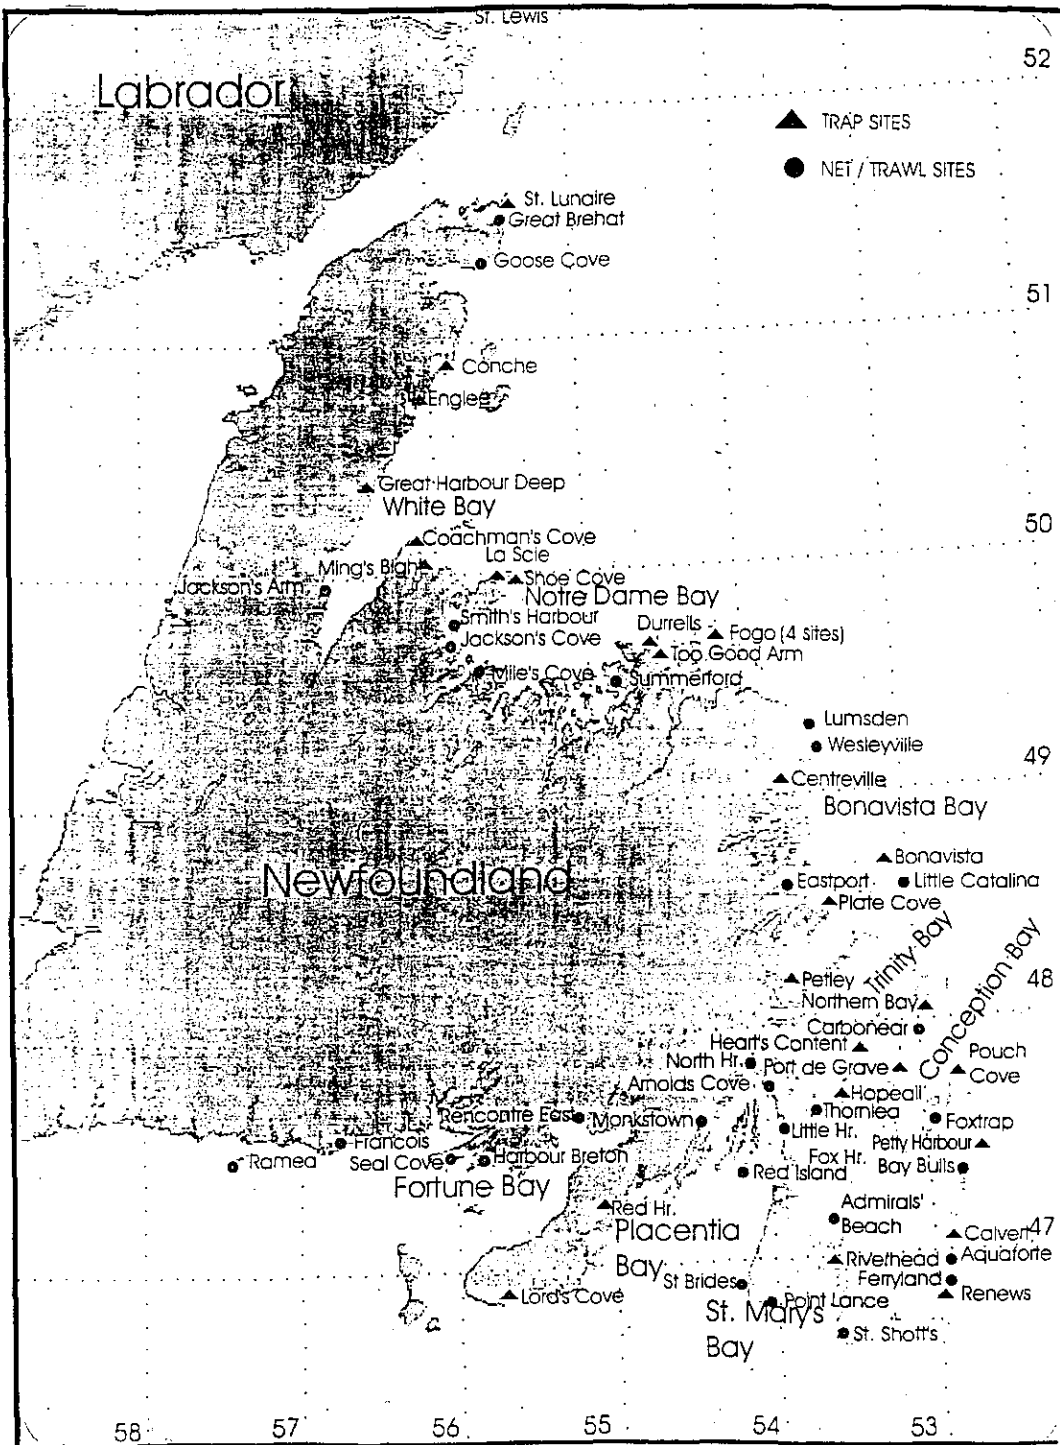 St. Lewis
52
Labrador
TRAP SITES
NET / TRAWL SITES
St. Lunaire
Great Brehat
Goose Cove
51
Conche
Englee
Great Harbour Deep
White Bay
50
Coachman's Cove
La Scie
Ming's Bight
Shoe Cove
Jackson's Arm
Notre Dame Bay
Smith's Harbour
Durrells
Fogo (4 sites)
Jackson's Cove
Too Good Arm
Mile's Cove
Summerford
Lumsden
Wesleyville
49
Centreville
Bonavista Bay
Bonavista
Newfoundland
Eastport
Little Catalina
Plate Cove
Trinity Bay
Conception Bay
48
Petley
Northern Bay
Carbonear
Heart's Content
Pouch
Cove
North Hr.
Port de Grave
Arnolds Cove
Hopeall
Thornlea
Rencontre East
Monkstown
Foxtrap
Little Hr.
Francois
Petty Harbour
Seal Cove
Harbour Breton
Fox Hr.
Ramea
Red Island
Bay Bulls
Fortune Bay
Admirals'
Beach
Red Hr.
Placentia
Bay
47
Calvert
Rivethead
Aquaforte
St Brides
Ferryland
Lord's Cove
Point Lance
Renews
St. Mary's
Bay
St. Shott's
58
57
56
55
54
53